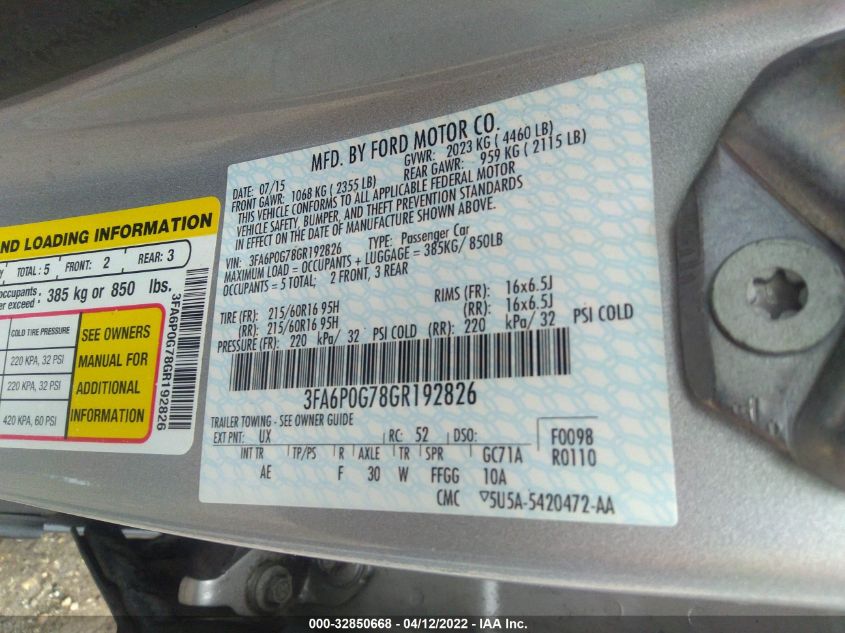 MFD. BY FORD MOTOR CO.
DATE: 07/15 GVWR: 2023 KG ( 4460 LB)
FRONT GAWR: 1068 KG ( 2355 LB) REAR GAWR: 959 KG ( 2115 LB)
THIS VEHICLE CONFORMS TO ALL APPLICABLE FEDERAL MOTOR
VEHICLE SAFETY, BUMPER, AND THEFT PREVENTION STANDARDS
IN EFFECT ON THE DATE OF MANUFACTURE SHOWN ABOVE.
VIN: 3FA6P0G78GR192826 TYPE: Passenger Car
MAXIMUM LOAD = OCCUPANTS + LUGGAGE = 385KG/ 850LB
OCCUPANTS = 5 TOTAL; 2 FRONT, 3 REAR
TIRE (FR): 215/60R16 95H RIMS (FR): 16x6.5J
(RR): 215/60R16 95H (RR): 16x6.5J
PRESSURE (FR): 220 kPa/ 32 PSI COLD (RR): 220 kPa/ 32 PSI COLD
3FA6P0G78GR192826
TRAILER TOWING - SEE OWNER GUIDE
EXT PNT: UX RC: 52 DSO: F0098
INT TR TP/PS R AXLE TR SPR GC71A R0110
AE F 30 W FFGG 10A
CMC 5U5A-5420472-AA
ND LOADING INFORMATION
TOTAL: 5 FRONT: 2 REAR: 3
occupants
er exceed 385 kg or 850 lbs.
COLD TIRE PRESSURE
220 KPA, 32 PSI
220 KPA, 32 PSI
420 KPA, 60 PSI
SEE OWNERS
MANUAL FOR
ADDITIONAL
INFORMATION
3FA6P0G78GR192826
000-32850668 - 04/12/2022 - IAA Inc.